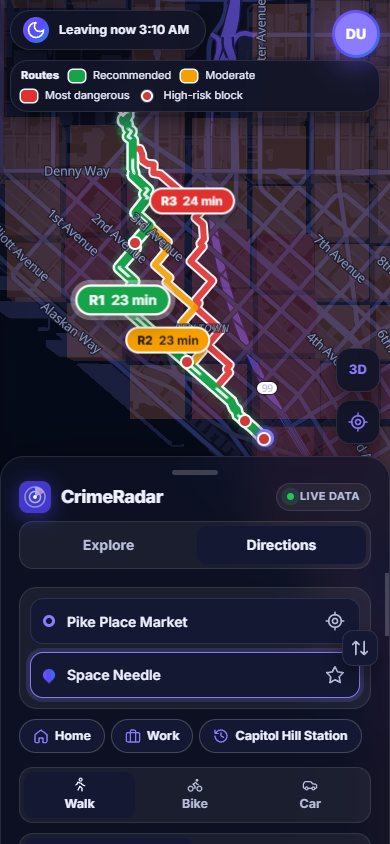 Leaving now 3:10 AM
DU
Routes Recommended Moderate
Most dangerous High-risk block
Denny Way
1st Avenue
2nd Avenue
3rd Avenue
R3 24 min
7th Avenue
Alaskan Way
R1 23 min
R2 23 min
4th Av
3D
99
CrimeRadar
LIVE DATA
Explore
Directions
Pike Place Market
Space Needle
Home
Work
Capitol Hill Station
Walk
Bike
Car